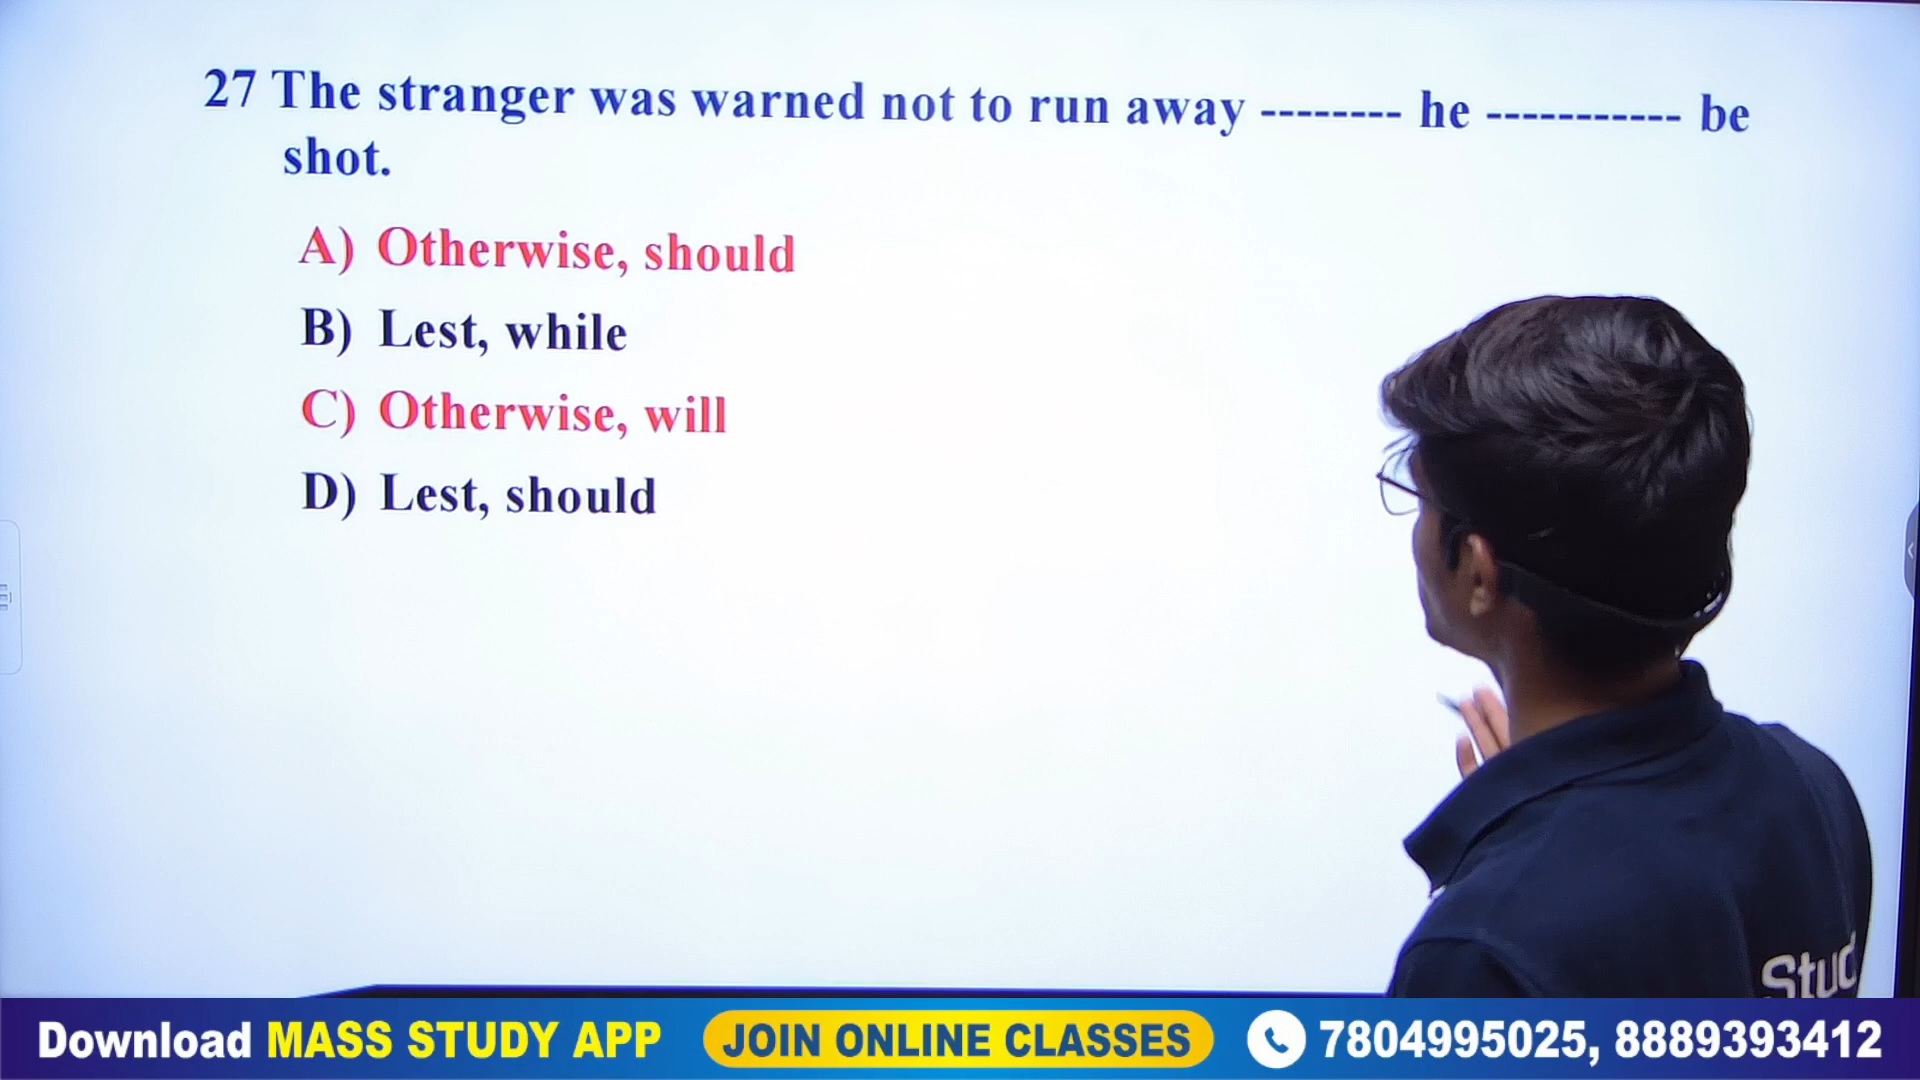 27 The stranger was warned not to run away -------- he ----------- be
shot.
A) Otherwise, should
B) Lest, while
C) Otherwise, will
D) Lest, should
Stud
Download MASS STUDY APP JOIN ONLINE CLASSES 7804995025, 8889393412